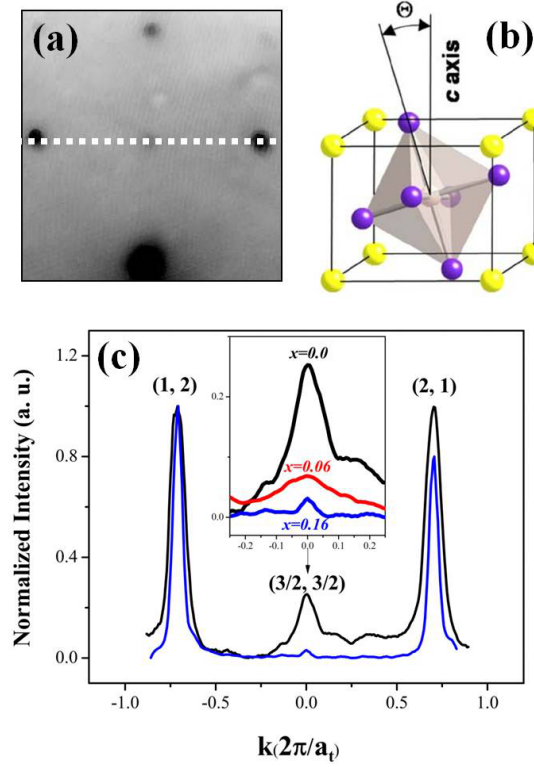 (a)
(b)
Θ
c axis
(c)
Normalized Intensity (a. u.)
1.2
0.8
0.4
0.0
(1, 2)
(2, 1)
x=0.0
x=0.06
x=0.16
0.2
0.0
-0.2 -0.1 0.0 0.1 0.2
(3/2, 3/2)
-1.0 -0.5 0.0 0.5 1.0
k(2π/at)